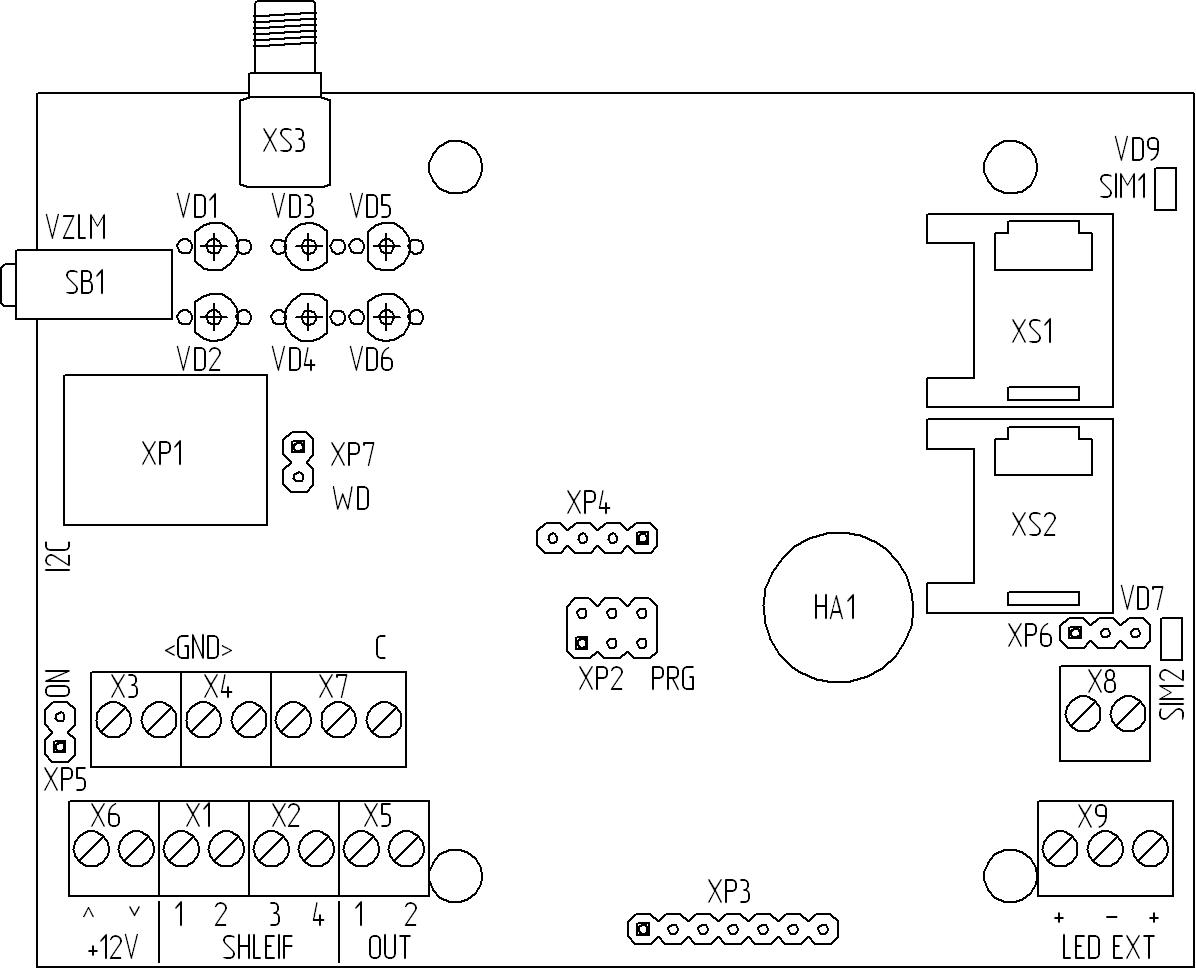 XS3
VD9
SIM1
VD1 VD3 VD5
VZLM
SB1
XS1
VD2 VD4 VD6
XP1
XP7
WD
XP4
XS2
I2C
HA1
VD7
XP6
<GND> C
XP2 PRG
ON
X3 X4 X7
X8
SIM2
XP5
X6 X1 X2 X5
X9
XP3
^ ˅ 1 2 3 4 1 2
+ - +
+12V SHLEIF OUT
LED EXT